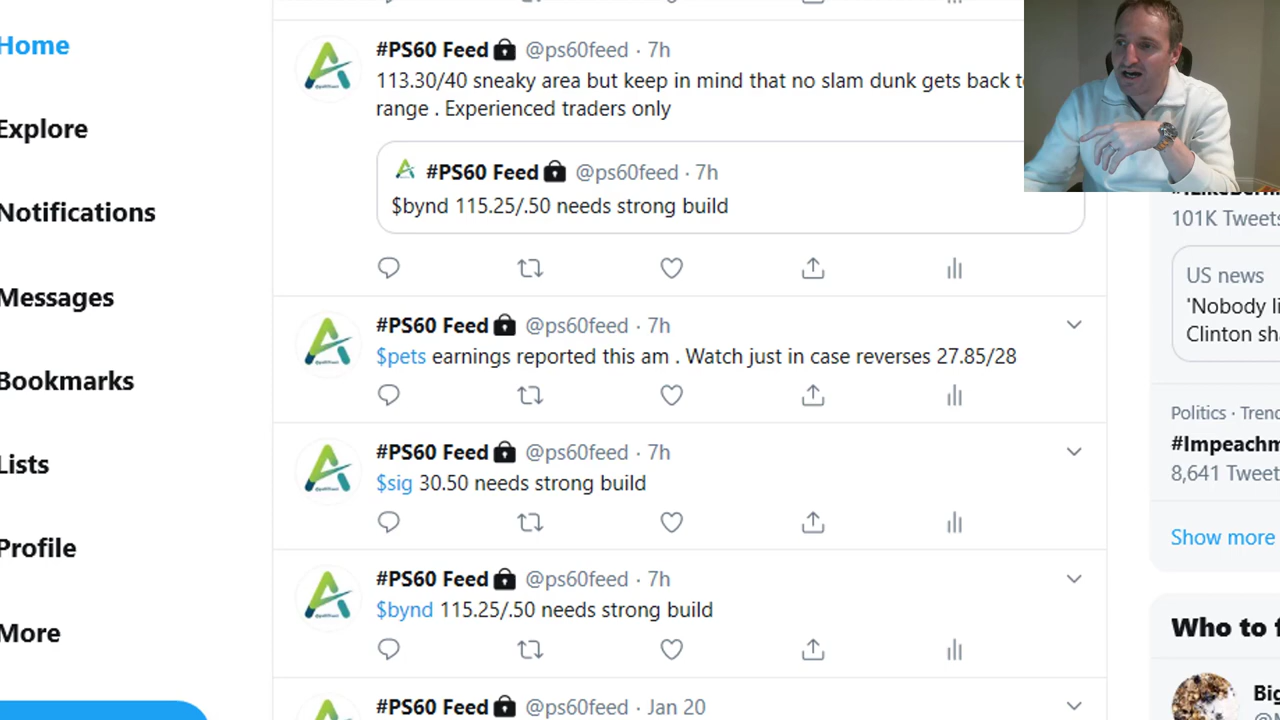 Home
Explore
Notifications
Messages
Bookmarks
Lists
Profile
More
#PS60 Feed @ps60feed · 7h
113.30/40 sneaky area but keep in mind that no slam dunk gets back
range . Experienced traders only
#PS60 Feed @ps60feed · 7h
$bynd 115.25/.50 needs strong build
#PS60 Feed @ps60feed · 7h
$pets earnings reported this am . Watch just in case reverses 27.85/28
#PS60 Feed @ps60feed · 7h
$sig 30.50 needs strong build
#PS60 Feed @ps60feed · 7h
$bynd 115.25/.50 needs strong build
#PS60 Feed @ps60feed · Jan 20
101K Tweets
US news
'Nobody li
Clinton sh
Politics · Tren
#Impeachm
8,641 Tweet
Show more
Who to f
Big